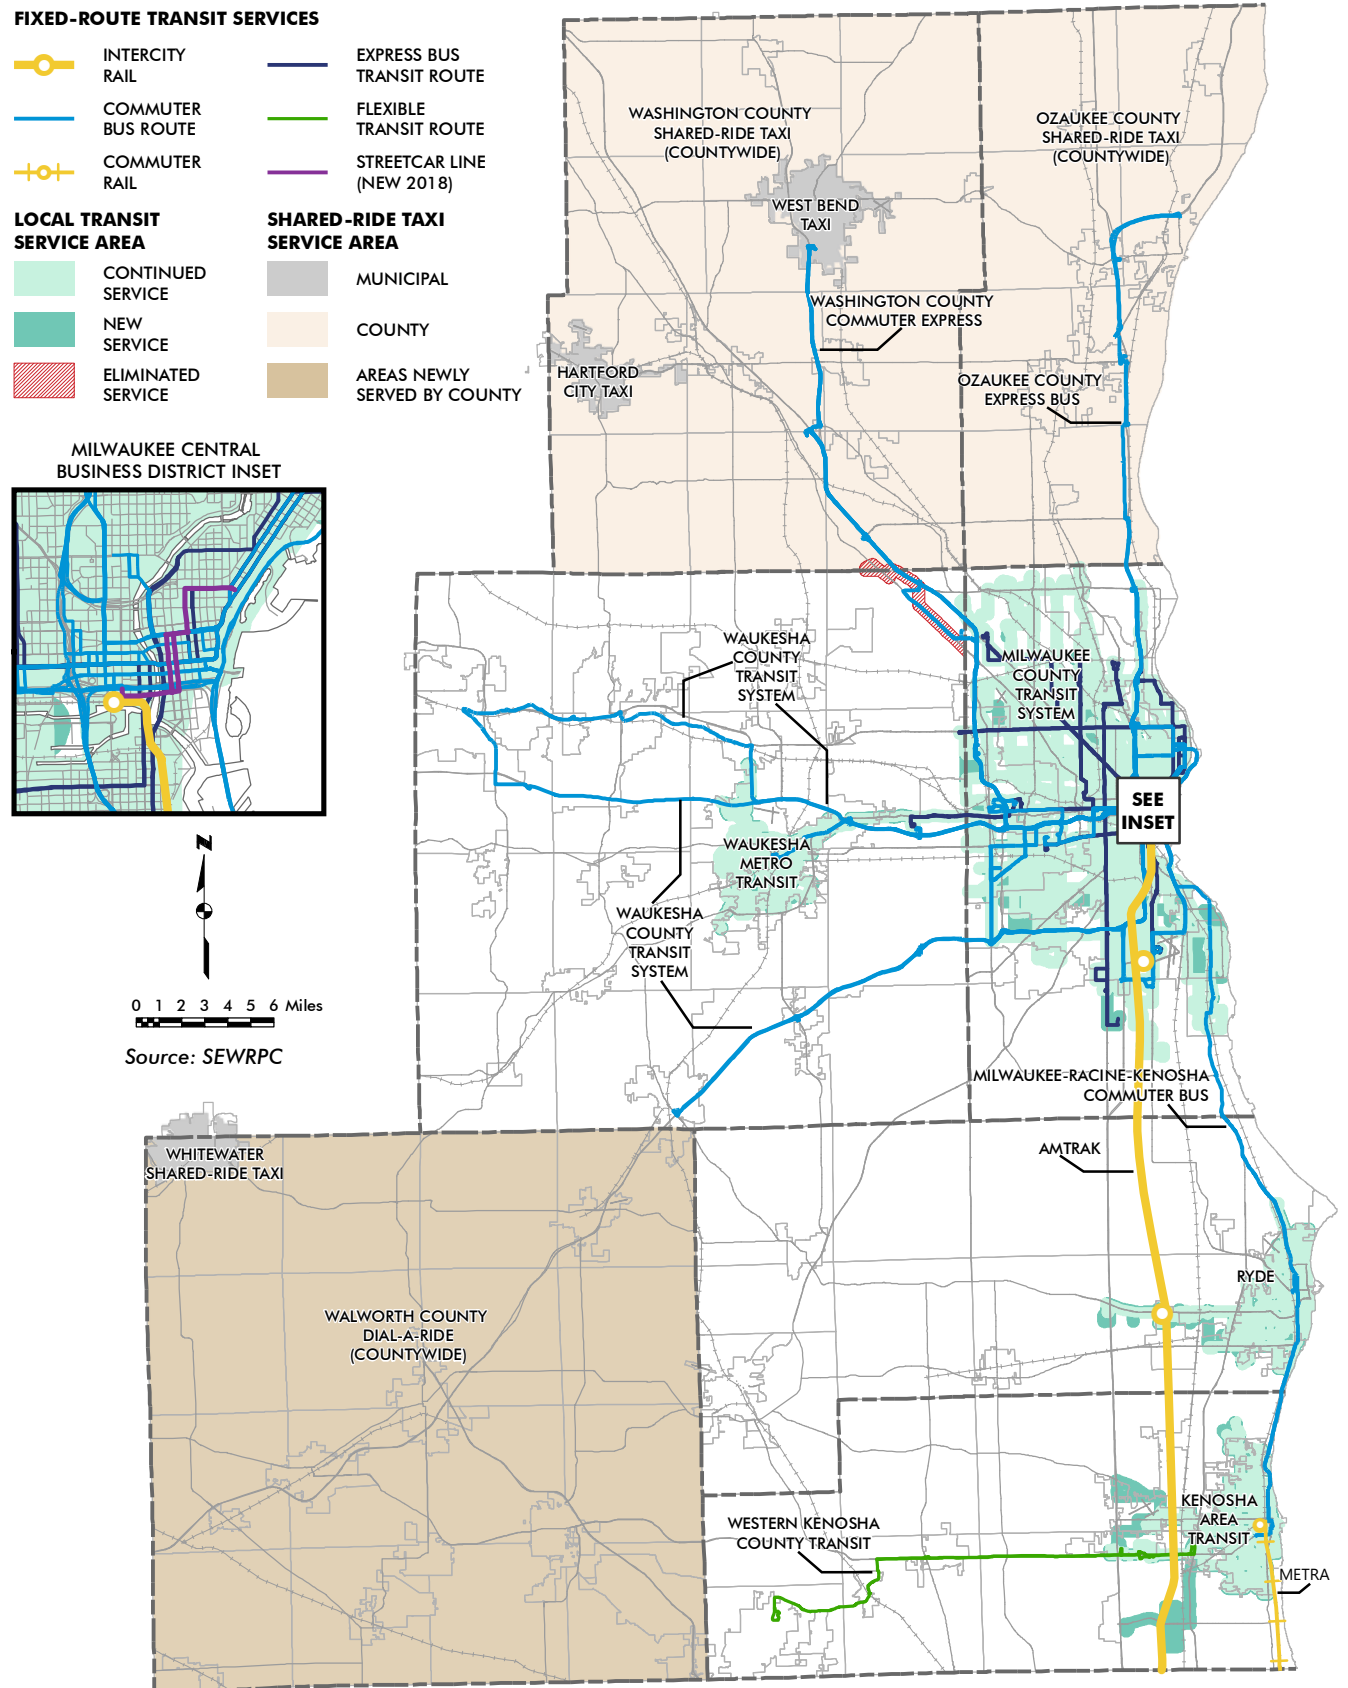 FIXED-ROUTE TRANSIT SERVICES
INTERCITY
RAIL
COMMUTER
BUS ROUTE
COMMUTER
RAIL
EXPRESS BUS
TRANSIT ROUTE
FLEXIBLE
TRANSIT ROUTE
STREETCAR LINE
(NEW 2018)
LOCAL TRANSIT
SERVICE AREA
CONTINUED
SERVICE
NEW
SERVICE
ELIMINATED
SERVICE
SHARED-RIDE TAXI
SERVICE AREA
MUNICIPAL
COUNTY
AREAS NEWLY
SERVED BY COUNTY
MILWAUKEE CENTRAL
BUSINESS DISTRICT INSET
N
0 1 2 3 4 5 6 Miles
Source: SEWRPC
WASHINGTON COUNTY
SHARED-RIDE TAXI
(COUNTYWIDE)
OZAUKEE COUNTY
SHARED-RIDE TAXI
(COUNTYWIDE)
WEST BEND
TAXI
WASHINGTON COUNTY
COMMUTER EXPRESS
HARTFORD
CITY TAXI
OZAUKEE COUNTY
EXPRESS BUS
WAUKESHA
COUNTY
TRANSIT
SYSTEM
MILWAUKEE
COUNTY
TRANSIT
SYSTEM
SEE
INSET
WAUKESHA
METRO
TRANSIT
WAUKESHA
COUNTY
TRANSIT
SYSTEM
MILWAUKEE-RACINE-KENOSHA
COMMUTER BUS
AMTRAK
WHITEWATER
SHARED-RIDE TAXI
RYDE
WALWORTH COUNTY
DIAL-A-RIDE
(COUNTYWIDE)
KENOSHA
AREA
TRANSIT
WESTERN KENOSHA
COUNTY TRANSIT
METRA